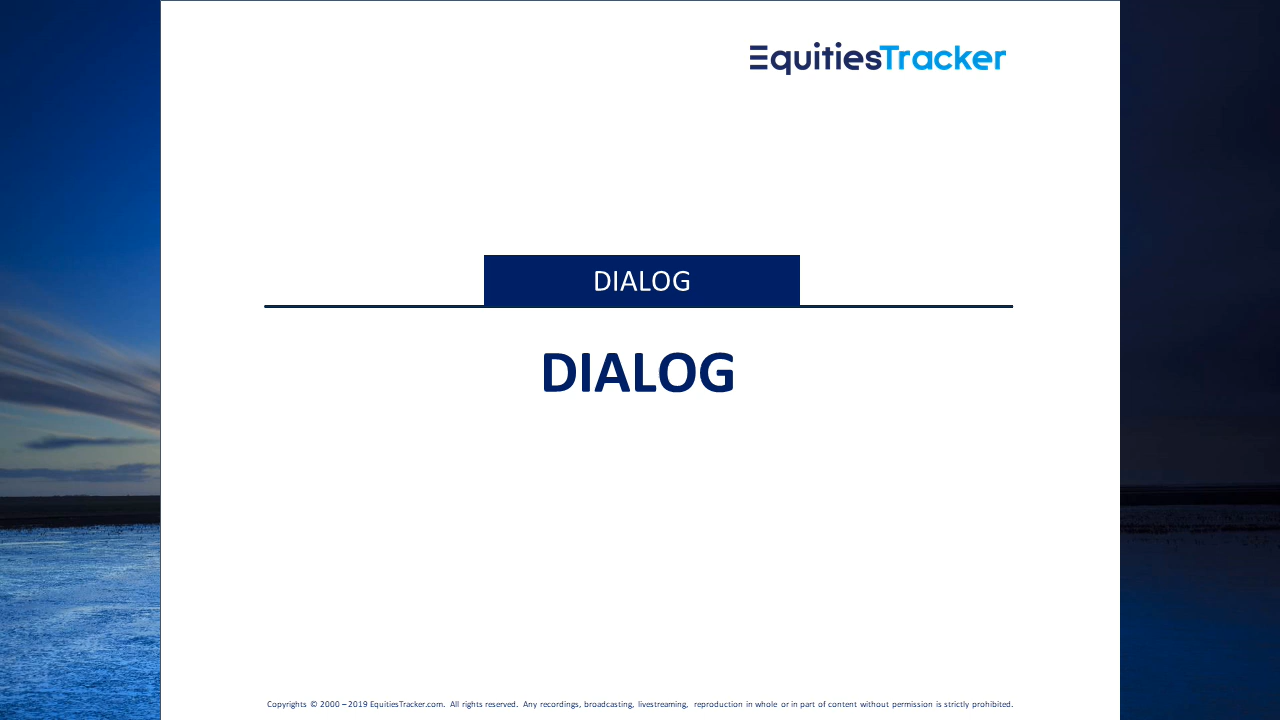 EquitiesTracker
DIALOG
DIALOG
Copyrights © 2000 – 2019 EquitiesTracker.com. All rights reserved. Any recordings, broadcasting, livestreaming, reproduction in whole or in part of content without permission is strictly prohibited.